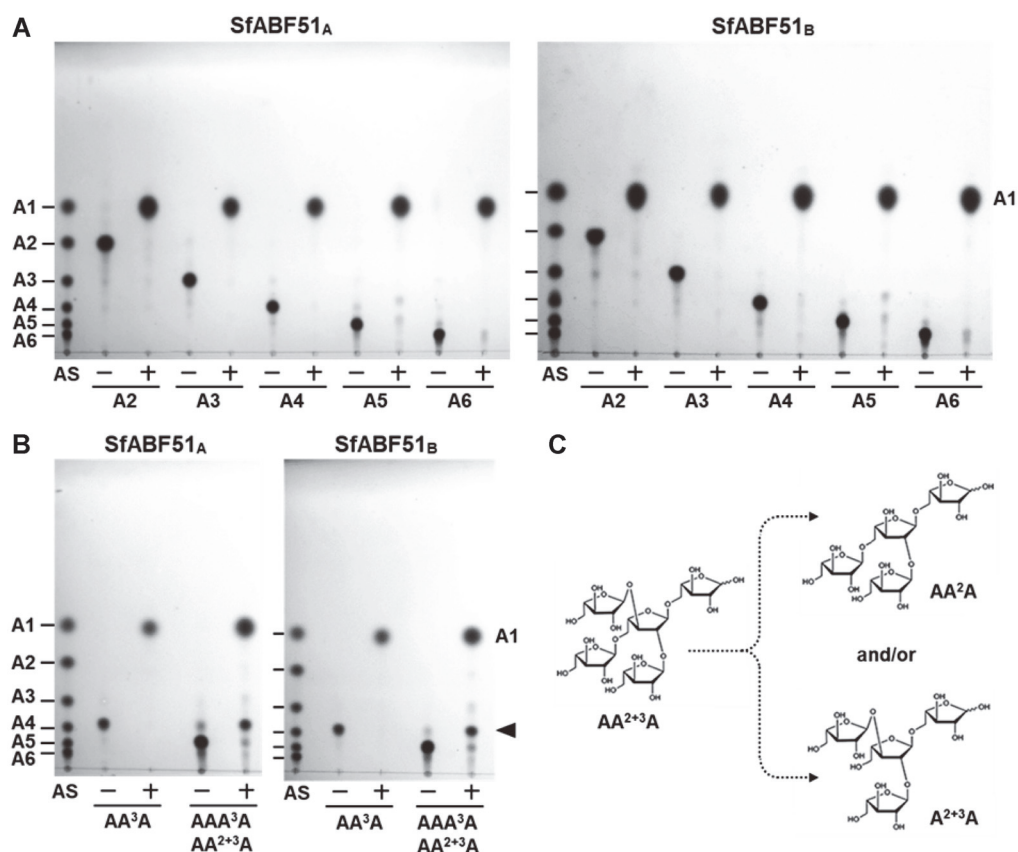 A
SfABF51A
SfABF51B
A1
A2
A3
A4
A5
A6
A1
AS − + − + − + − + − +
A2 A3 A4 A5 A6
AS − + − + − + − + − +
A2 A3 A4 A5 A6
B
SfABF51A
SfABF51B
A1
A2
A3
A4
A5
A6
A1
AS − + − +
AA³A AAA³A
AA²⁺³A
AS − + − +
AA³A AAA³A
AA²⁺³A
C
AA²⁺³A
AA²A
and/or
A²⁺³A